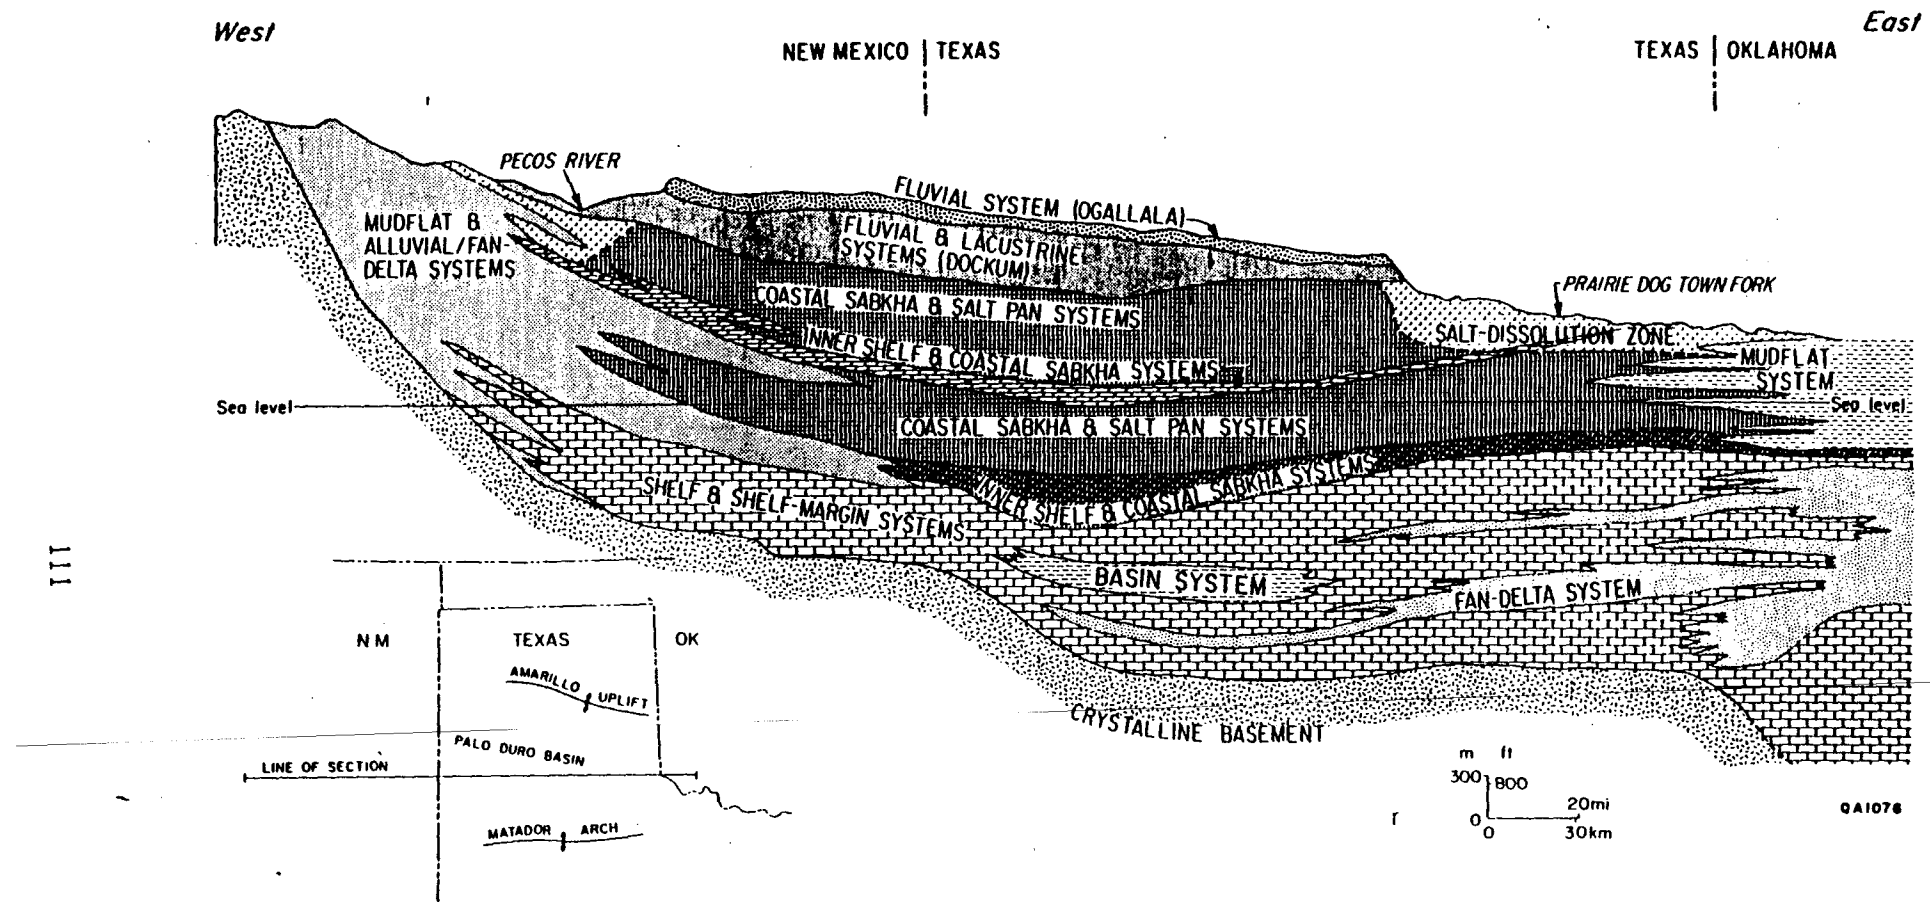 West
East
NEW MEXICO | TEXAS
TEXAS | OKLAHOMA
PECOS RIVER
FLUVIAL SYSTEM (OGALLALA)
MUDFLAT &
ALLUVIAL/FAN-
DELTA SYSTEMS
FLUVIAL & LACUSTRINE
SYSTEMS (DOCKUM)
PRAIRIE DOG TOWN FORK
COASTAL SABKHA & SALT PAN SYSTEMS
SALT-DISSOLUTION ZONE
INNER SHELF & COASTAL SABKHA SYSTEMS
MUDFLAT
SYSTEM
Sea level
Sea level
COASTAL SABKHA & SALT PAN SYSTEMS
INNER SHELF & COASTAL SABKHA SYSTEMS
SHELF & SHELF-MARGIN SYSTEMS
BASIN SYSTEM
FAN-DELTA SYSTEM
CRYSTALLINE BASEMENT
111
NM
TEXAS
OK
AMARILLO UPLIFT
PALO DURO BASIN
LINE OF SECTION
MATADOR ARCH
m ft
300 800
0
20mi
0 30km
QA1076